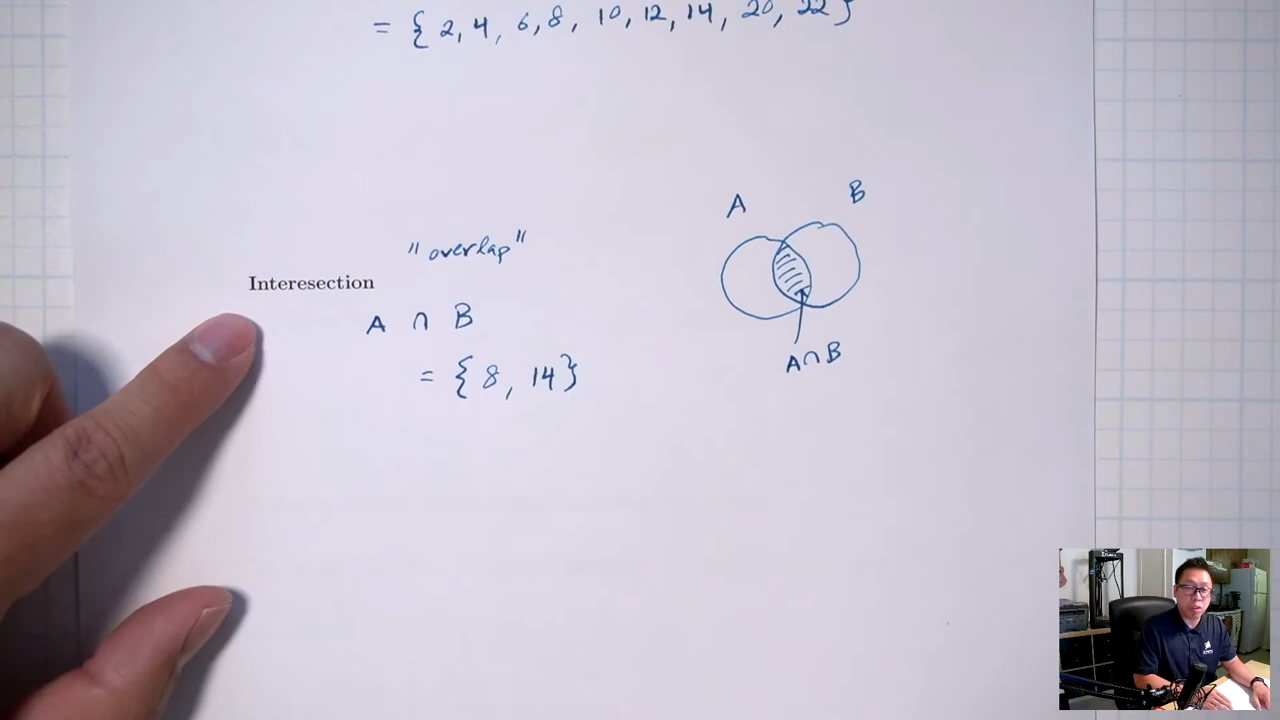 = { 2, 4, 6, 8, 10, 12, 14, 20, 22 }
A B
"overlap"
Interesection
A ∩ B
= { 8, 14 }
A∩B